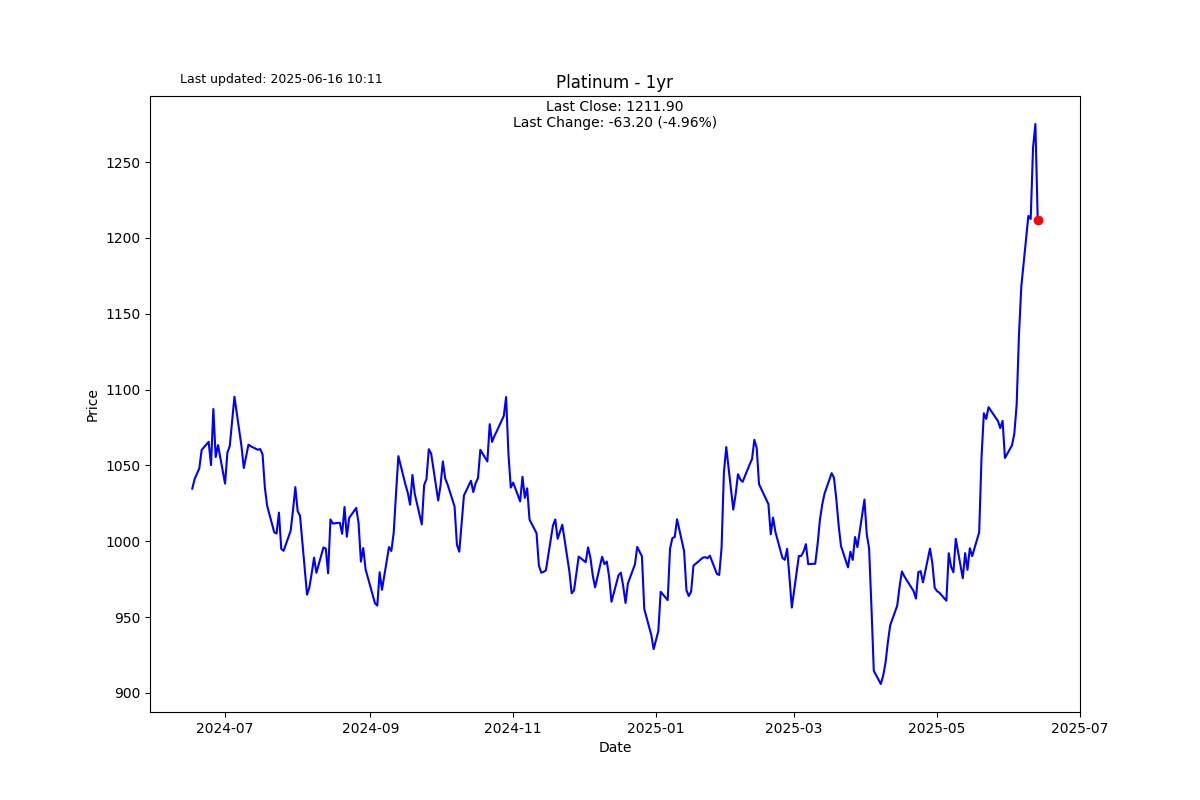 Last updated: 2025-06-16 10:11
Platinum - 1yr
Last Close: 1211.90
Last Change: -63.20 (-4.96%)
1250
1200
1150
1100
1050
1000
950
900
Price
2024-07
2024-09
2024-11
2025-01
2025-03
2025-05
2025-07
Date